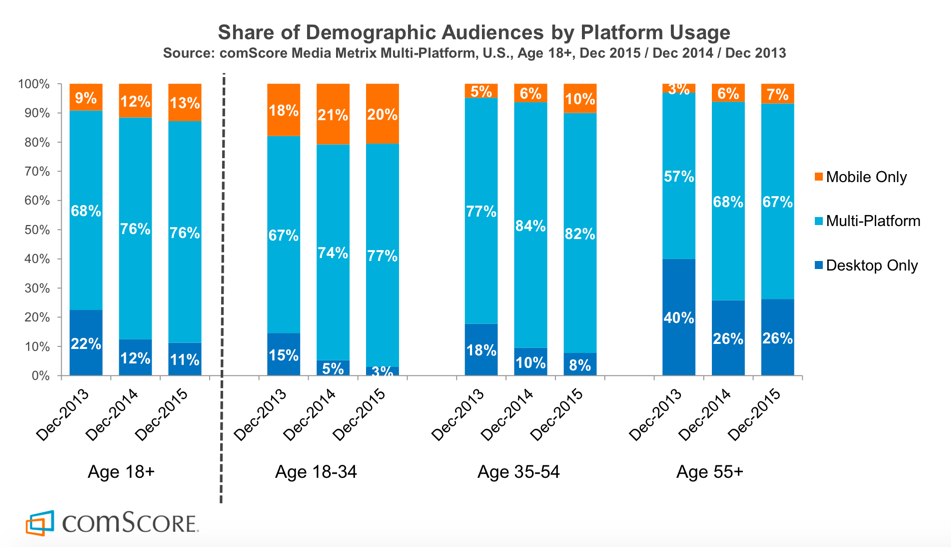 Share of Demographic Audiences by Platform Usage
Source: comScore Media Metrix Multi-Platform, U.S., Age 18+, Dec 2015 / Dec 2014 / Dec 2013
100%
90%
80%
70%
60%
50%
40%
30%
20%
10%
0%
9% 12% 13%
68% 76% 76%
22% 12% 11%
18% 21% 20%
67% 74% 77%
15% 5% 3%
5% 6% 10%
77% 84% 82%
18% 10% 8%
3% 6% 7%
57% 68% 67%
40% 26% 26%
Mobile Only
Multi-Platform
Desktop Only
Dec-2013 Dec-2014 Dec-2015 Dec-2013 Dec-2014 Dec-2015 Dec-2013 Dec-2014 Dec-2015 Dec-2013 Dec-2014 Dec-2015
Age 18+ Age 18-34 Age 35-54 Age 55+
comScore.